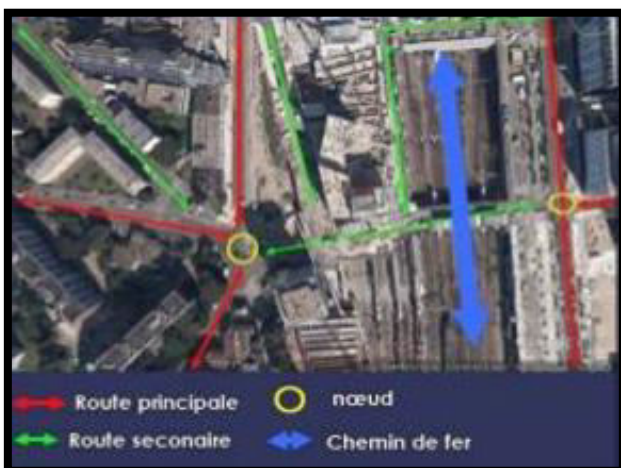 Route principale
nœud
Route seconaire
Chemin de fer